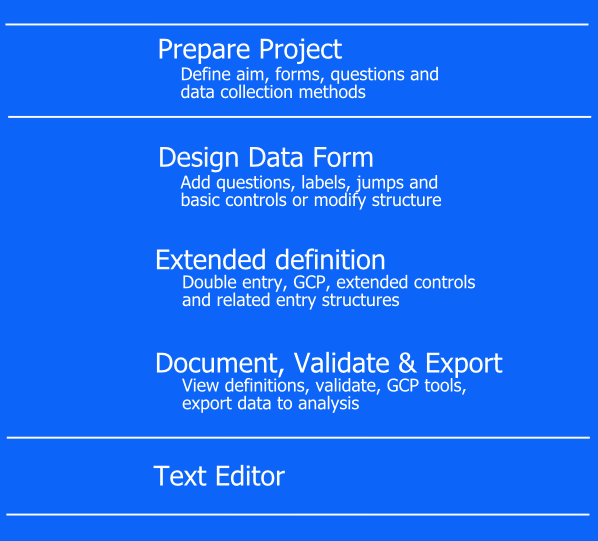 Prepare Project
Define aim, forms, questions and
data collection methods
Design Data Form
Add questions, labels, jumps and
basic controls or modify structure
Extended definition
Double entry, GCP, extended controls
and related entry structures
Document, Validate & Export
View definitions, validate, GCP tools,
export data to analysis
Text Editor